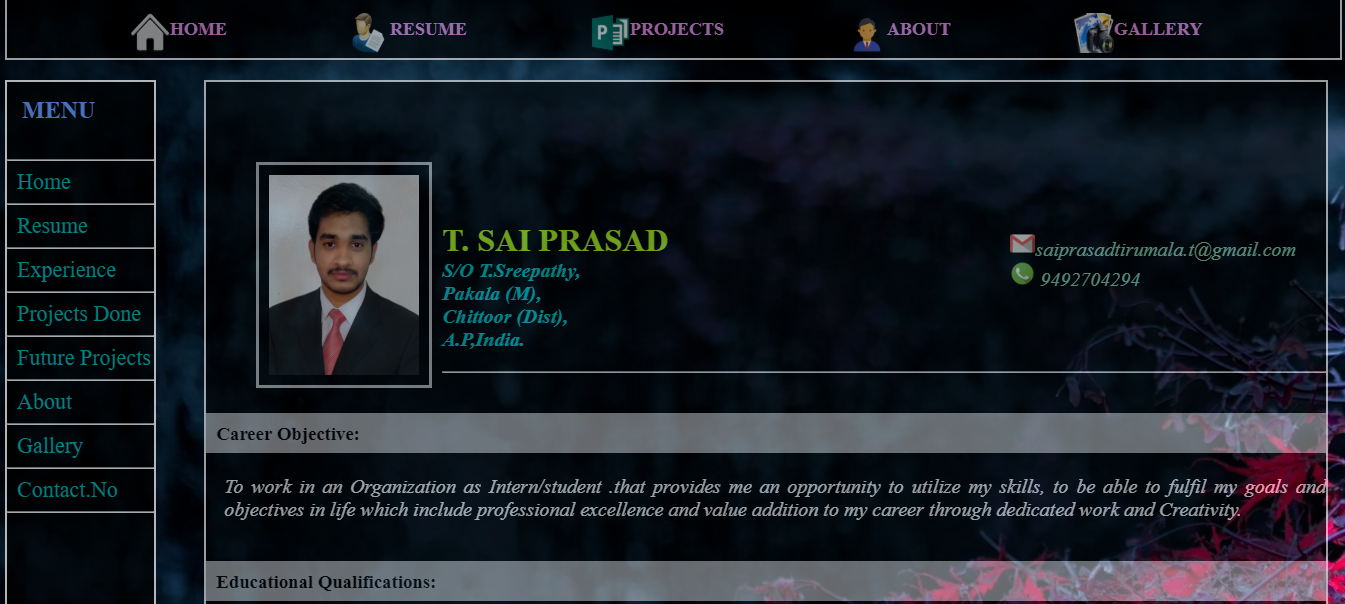 HOME RESUME PROJECTS ABOUT GALLERY
MENU
Home
Resume
Experience
Projects Done
Future Projects
About
Gallery
Contact.No
T. SAI PRASAD
S/O T.Sreepathy,
Pakala (M),
Chittoor (Dist),
A.P,India.
saiprasadtirumala.t@gmail.com
9492704294
Career Objective:
To work in an Organization as Intern/student .that provides me an opportunity to utilize my skills, to be able to fulfil my goals and
objectives in life which include professional excellence and value addition to my career through dedicated work and Creativity.
Educational Qualifications: